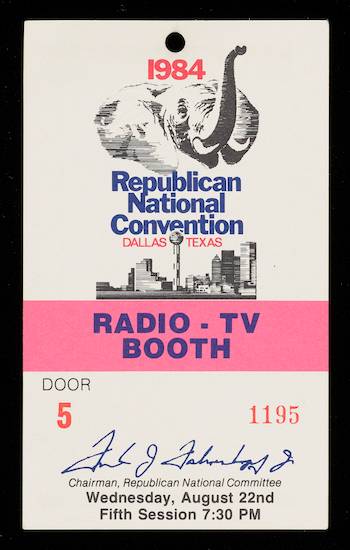 1984
Republican
National
Convention
DALLAS TEXAS
RADIO - TV
BOOTH
DOOR
5
1195
Frank J Fahrenkopf Jr
Chairman, Republican National Committee
Wednesday, August 22nd
Fifth Session 7:30 PM